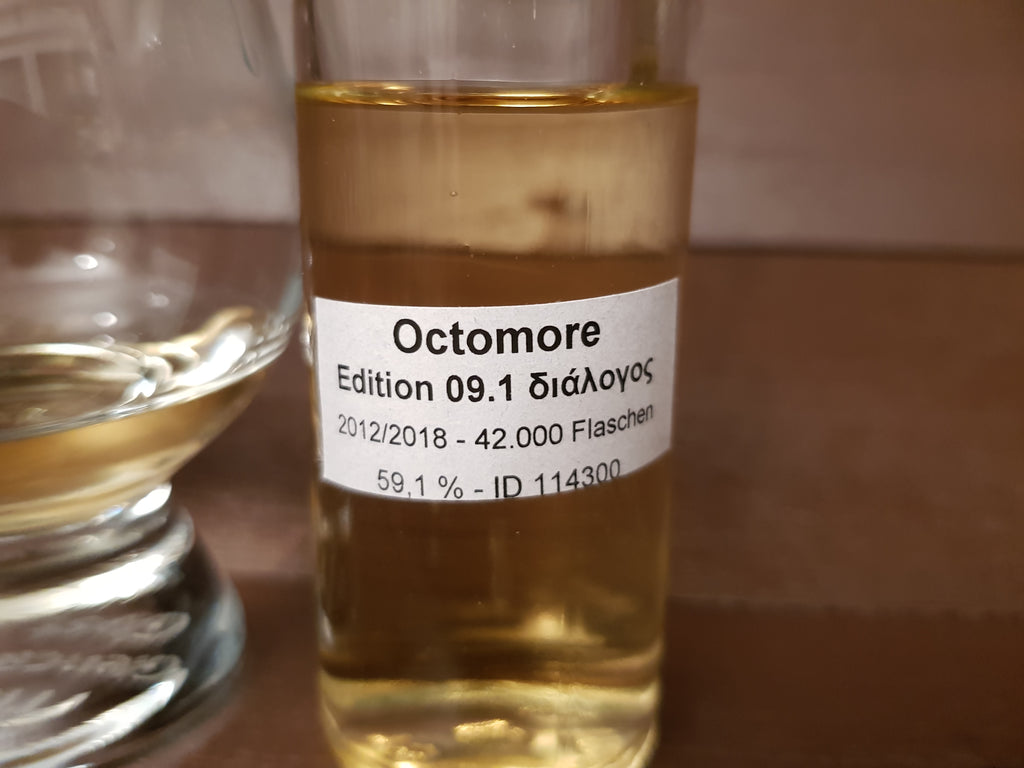 Octomore
Edition 09.1 διάλογος
2012/2018 - 42.000 Flaschen
59,1 % - ID 114300